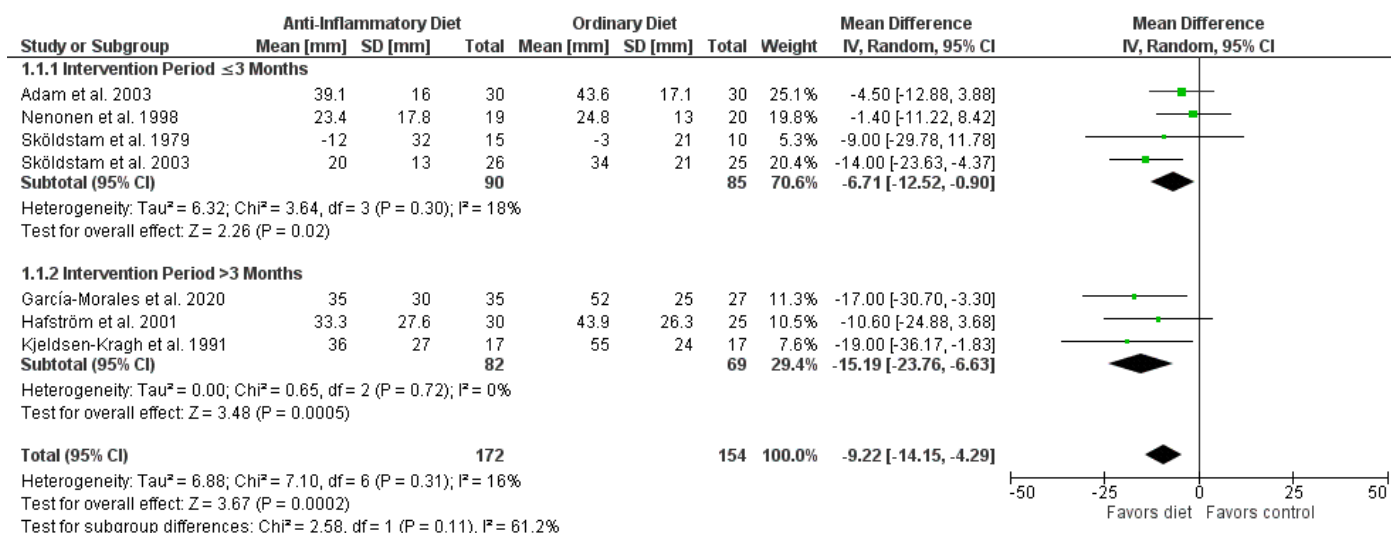 Anti-Inflammatory Diet Ordinary Diet Mean Difference Mean Difference
Study or Subgroup Mean [mm] SD [mm] Total Mean [mm] SD [mm] Total Weight IV, Random, 95% CI IV, Random, 95% CI
1.1.1 Intervention Period ≤3 Months
Adam et al. 2003 39.1 16 30 43.6 17.1 30 25.1% -4.50 [-12.88, 3.88]
Nenonen et al. 1998 23.4 17.8 19 24.8 13 20 19.8% -1.40 [-11.22, 8.42]
Sköldstam et al. 1979 -12 32 15 -3 21 10 5.3% -9.00 [-29.78, 11.78]
Sköldstam et al. 2003 20 13 26 34 21 25 20.4% -14.00 [-23.63, -4.37]
Subtotal (95% CI) 90 85 70.6% -6.71 [-12.52, -0.90]
Heterogeneity: Tau² = 6.32; Chi² = 3.64, df = 3 (P = 0.30); I² = 18%
Test for overall effect: Z = 2.26 (P = 0.02)
1.1.2 Intervention Period >3 Months
García-Morales et al. 2020 35 30 35 52 25 27 11.3% -17.00 [-30.70, -3.30]
Hafström et al. 2001 33.3 27.6 30 43.9 26.3 25 10.5% -10.60 [-24.88, 3.68]
Kjeldsen-Kragh et al. 1991 36 27 17 55 24 17 7.6% -19.00 [-36.17, -1.83]
Subtotal (95% CI) 82 69 29.4% -15.19 [-23.76, -6.63]
Heterogeneity: Tau² = 0.00; Chi² = 0.65, df = 2 (P = 0.72); I² = 0%
Test for overall effect: Z = 3.48 (P = 0.0005)
Total (95% CI) 172 154 100.0% -9.22 [-14.15, -4.29]
Heterogeneity: Tau² = 6.88; Chi² = 7.10, df = 6 (P = 0.31); I² = 16%
Test for overall effect: Z = 3.67 (P = 0.0002)
Test for subgroup differences: Chi² = 2.58, df = 1 (P = 0.11), I² = 61.2%
-50 -25 0 25 50
Favors diet Favors control